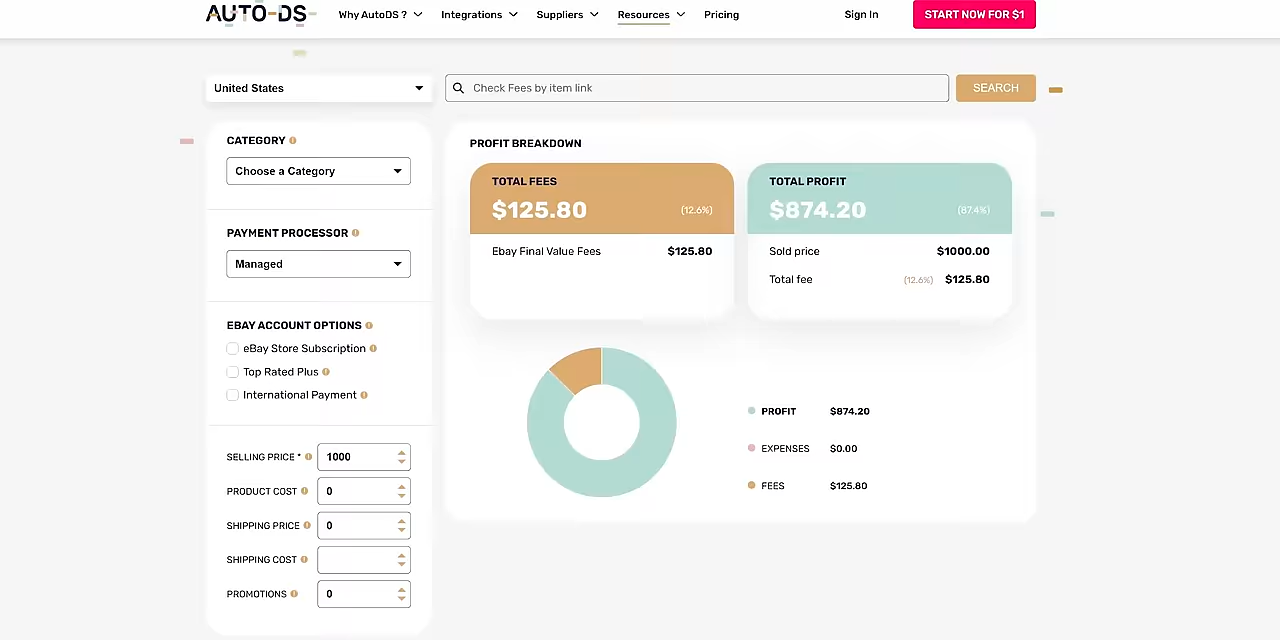 AUTO-DS
Why AutoDS ?
Integrations
Suppliers
Resources
Pricing
Sign In
START NOW FOR $1
United States
Check Fees by item link
SEARCH
CATEGORY
Choose a Category
PAYMENT PROCESSOR
Managed
EBAY ACCOUNT OPTIONS
eBay Store Subscription
Top Rated Plus
International Payment
SELLING PRICE * 1000
PRODUCT COST 0
SHIPPING PRICE 0
SHIPPING COST
PROMOTIONS 0
PROFIT BREAKDOWN
TOTAL FEES
$125.80 (12.6%)
Ebay Final Value Fees $125.80
TOTAL PROFIT
$874.20 (87.4%)
Sold price $1000.00
Total fee (12.6%) $125.80
PROFIT $874.20
EXPENSES $0.00
FEES $125.80